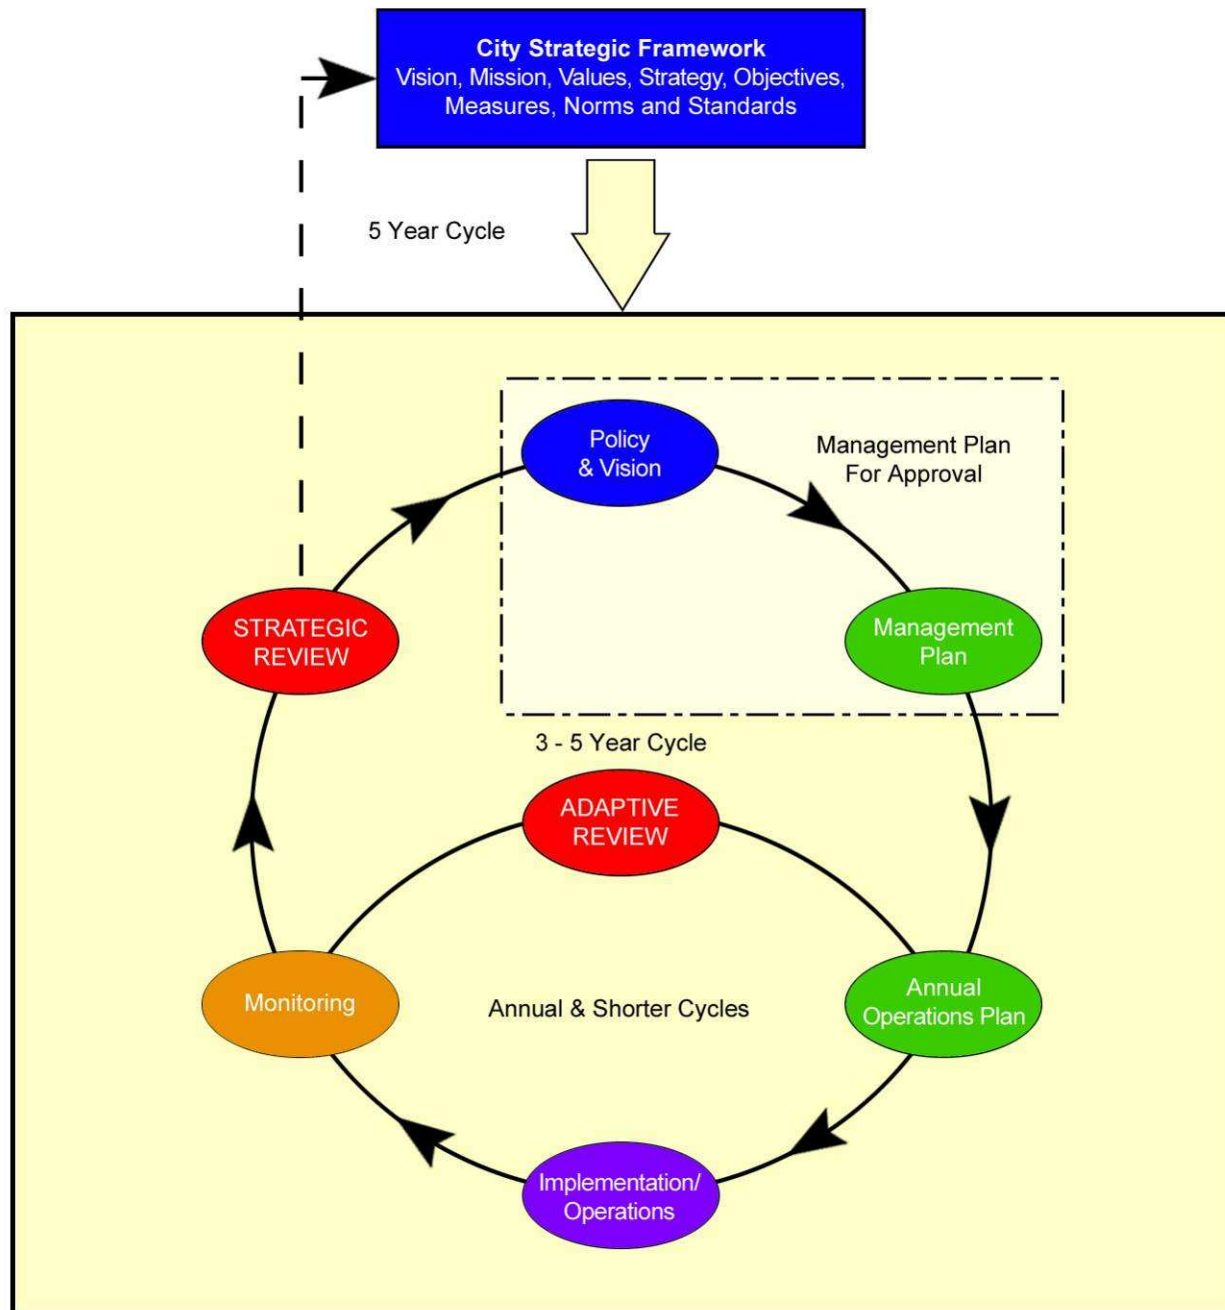 City Strategic Framework
Vision, Mission, Values, Strategy, Objectives,
Measures, Norms and Standards
5 Year Cycle
Policy
& Vision
Management Plan
For Approval
STRATEGIC
REVIEW
Management
Plan
3 - 5 Year Cycle
ADAPTIVE
REVIEW
Monitoring
Annual & Shorter Cycles
Annual
Operations Plan
Implementation/
Operations